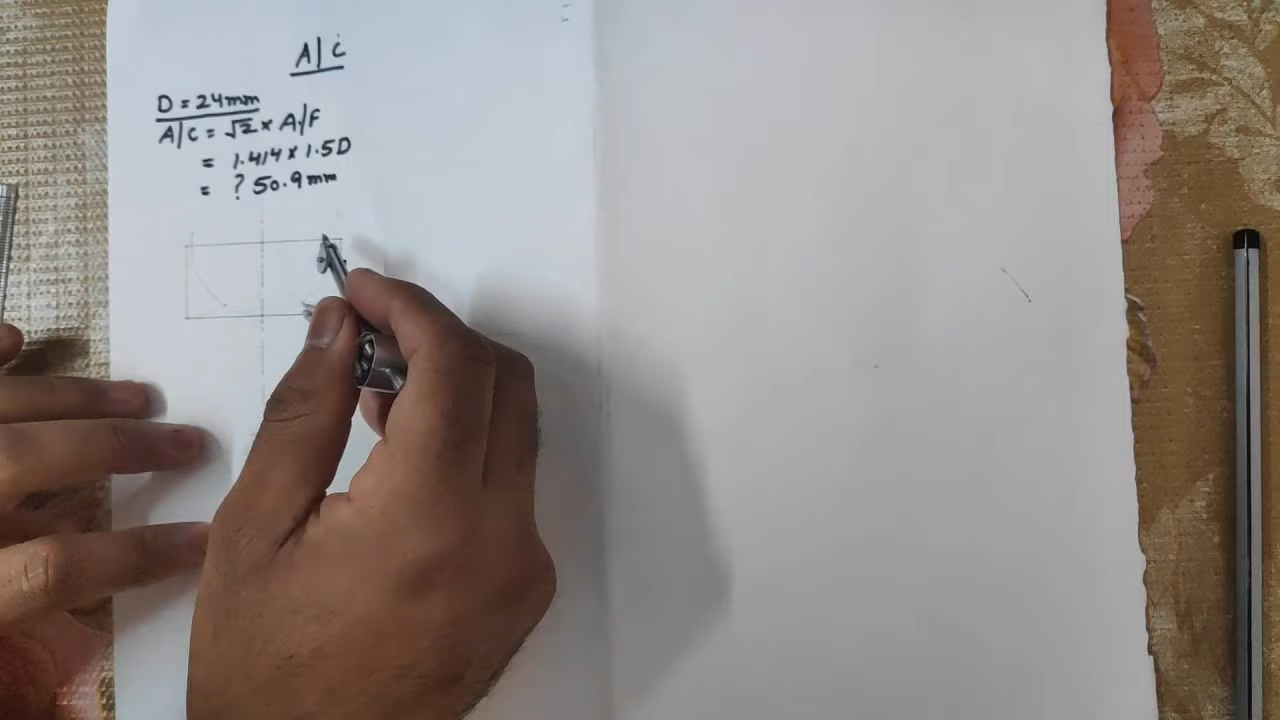 A/C
D = 24mm
A/C = √2 × A/F
= 1.414 × 1.5D
= ? 50.9mm